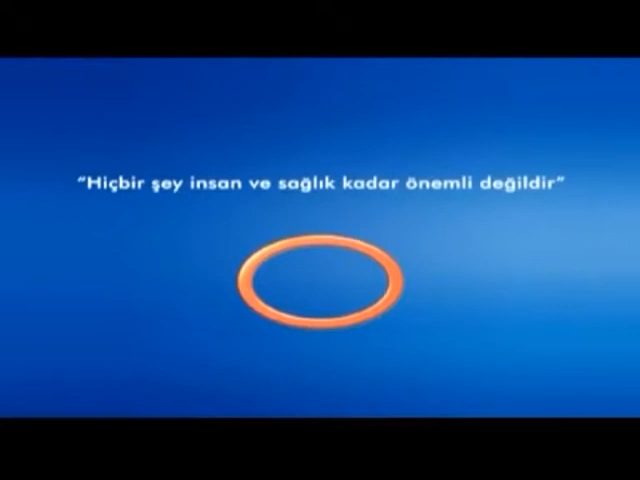 “Hiçbir şey insan ve sağlık kadar önemli değildir”